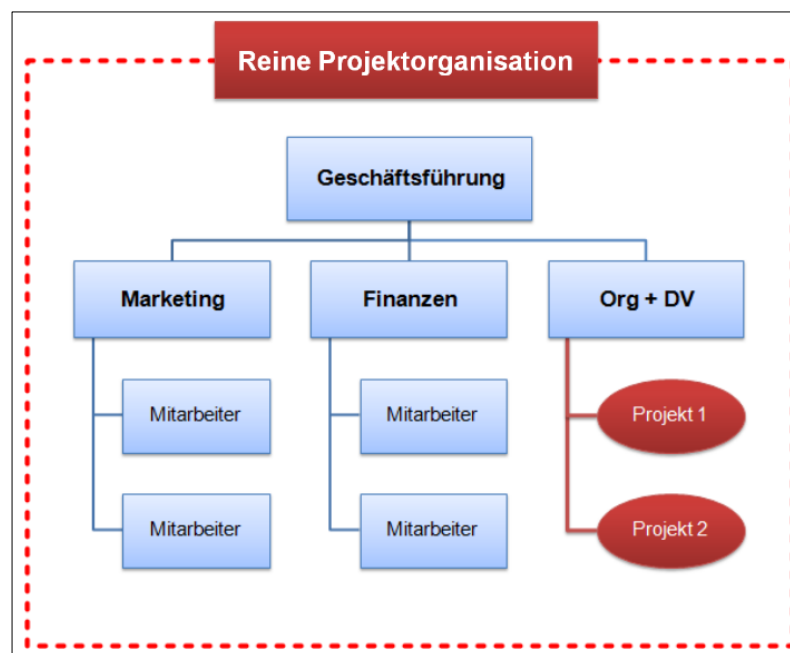 Reine Projektorganisation
Geschäftsführung
Marketing
Finanzen
Org + DV
Mitarbeiter
Mitarbeiter
Projekt 1
Mitarbeiter
Mitarbeiter
Projekt 2